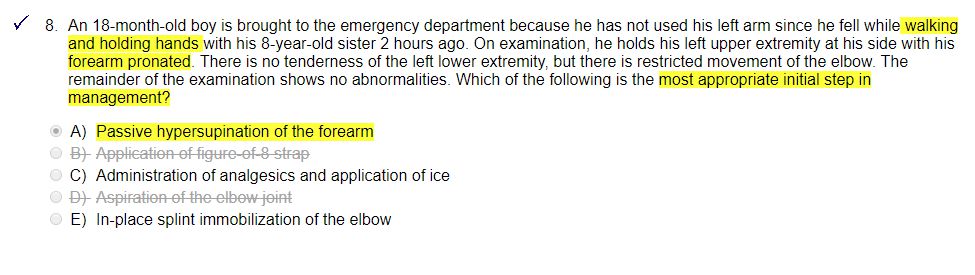 8. An 18-month-old boy is brought to the emergency department because he has not used his left arm since he fell while walking
and holding hands with his 8-year-old sister 2 hours ago. On examination, he holds his left upper extremity at his side with his
forearm pronated. There is no tenderness of the left lower extremity, but there is restricted movement of the elbow. The
remainder of the examination shows no abnormalities. Which of the following is the most appropriate initial step in
management?
A) Passive hypersupination of the forearm
B) Application of figure-of-8 strap
C) Administration of analgesics and application of ice
D) Aspiration of the elbow joint
E) In-place splint immobilization of the elbow